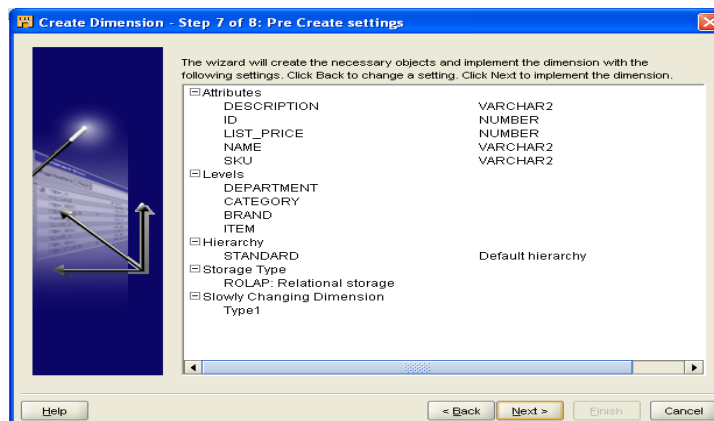 Create Dimension - Step 7 of 8: Pre Create settings
The wizard will create the necessary objects and implement the dimension with the
following settings. Click Back to change a setting. Click Next to implement the dimension.
Attributes
DESCRIPTION VARCHAR2
ID NUMBER
LIST_PRICE NUMBER
NAME VARCHAR2
SKU VARCHAR2
Levels
DEPARTMENT
CATEGORY
BRAND
ITEM
Hierarchy
STANDARD Default hierarchy
Storage Type
ROLAP: Relational storage
Slowly Changing Dimension
Type1
Help < Back Next > Finish Cancel